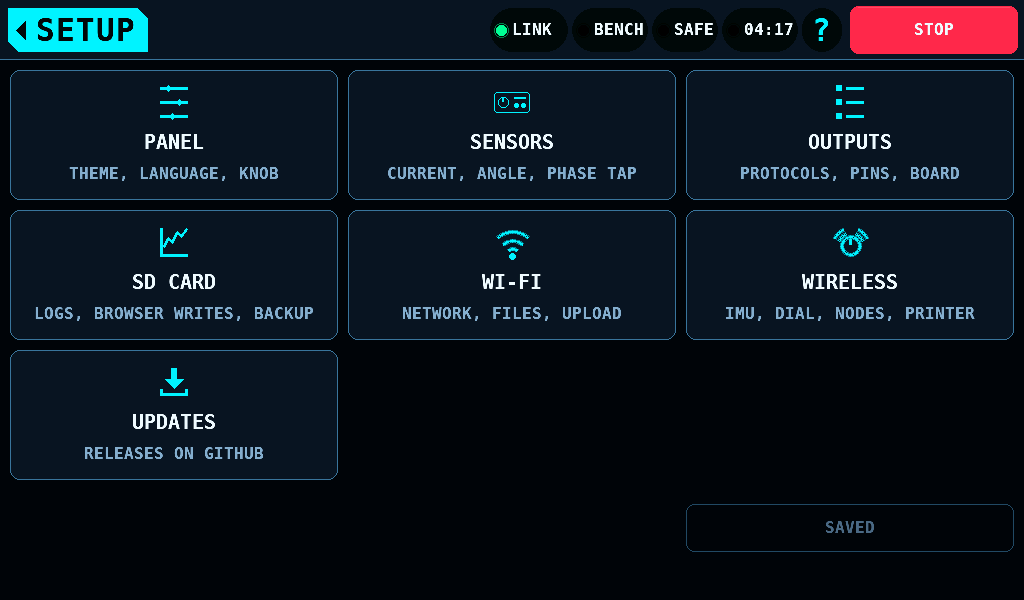 SETUP
LINK
BENCH
SAFE
04:17
?
STOP
PANEL
THEME, LANGUAGE, KNOB
SENSORS
CURRENT, ANGLE, PHASE TAP
OUTPUTS
PROTOCOLS, PINS, BOARD
SD CARD
LOGS, BROWSER WRITES, BACKUP
WI-FI
NETWORK, FILES, UPLOAD
WIRELESS
IMU, DIAL, NODES, PRINTER
UPDATES
RELEASES ON GITHUB
SAVED